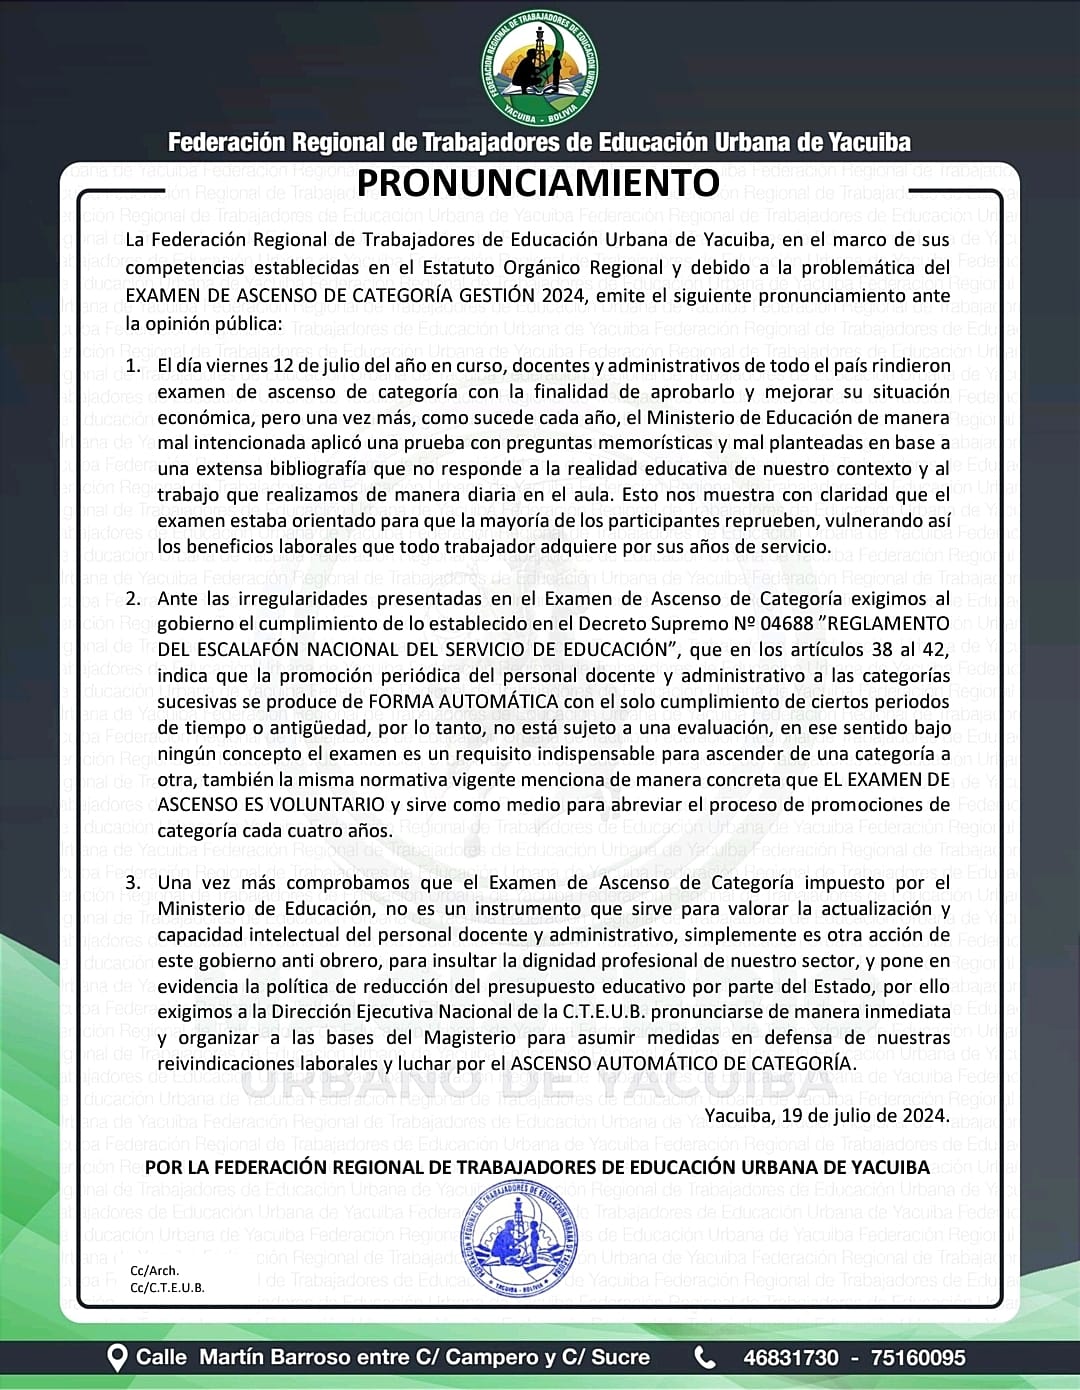 FEDERACIÓN REGIONAL DE TRABAJADORES DE EDUCACIÓN URBANA
YACUIBA - BOLIVIA
Federación Regional de Trabajadores de Educación Urbana de Yacuiba
PRONUNCIAMIENTO
La Federación Regional de Trabajadores de Educación Urbana de Yacuiba, en el marco de sus
competencias establecidas en el Estatuto Orgánico Regional y debido a la problemática del
EXAMEN DE ASCENSO DE CATEGORÍA GESTIÓN 2024, emite el siguiente pronunciamiento ante
la opinión pública:
1. El día viernes 12 de julio del año en curso, docentes y administrativos de todo el país rindieron
examen de ascenso de categoría con la finalidad de aprobarlo y mejorar su situación
económica, pero una vez más, como sucede cada año, el Ministerio de Educación de manera
mal intencionada aplicó una prueba con preguntas memorísticas y mal planteadas en base a
una extensa bibliografía que no responde a la realidad educativa de nuestro contexto y al
trabajo que realizamos de manera diaria en el aula. Esto nos muestra con claridad que el
examen estaba orientado para que la mayoría de los participantes reprueben, vulnerando así
los beneficios laborales que todo trabajador adquiere por sus años de servicio.
2. Ante las irregularidades presentadas en el Examen de Ascenso de Categoría exigimos al
gobierno el cumplimiento de lo establecido en el Decreto Supremo Nº 04688 ”REGLAMENTO
DEL ESCALAFÓN NACIONAL DEL SERVICIO DE EDUCACIÓN”, que en los artículos 38 al 42,
indica que la promoción periódica del personal docente y administrativo a las categorías
sucesivas se produce de FORMA AUTOMÁTICA con el solo cumplimiento de ciertos periodos
de tiempo o antigüedad, por lo tanto, no está sujeto a una evaluación, en ese sentido bajo
ningún concepto el examen es un requisito indispensable para ascender de una categoría a
otra, también la misma normativa vigente menciona de manera concreta que EL EXAMEN DE
ASCENSO ES VOLUNTARIO y sirve como medio para abreviar el proceso de promociones de
categoría cada cuatro años.
3. Una vez más comprobamos que el Examen de Ascenso de Categoría impuesto por el
Ministerio de Educación, no es un instrumento que sirve para valorar la actualización y
capacidad intelectual del personal docente y administrativo, simplemente es otra acción de
este gobierno anti obrero, para insultar la dignidad profesional de nuestro sector, y pone en
evidencia la política de reducción del presupuesto educativo por parte del Estado, por ello
exigimos a la Dirección Ejecutiva Nacional de la C.T.E.U.B. pronunciarse de manera inmediata
y organizar a las bases del Magisterio para asumir medidas en defensa de nuestras
reivindicaciones laborales y luchar por el ASCENSO AUTOMÁTICO DE CATEGORÍA.
URBANO DE YACUIBA
Yacuiba, 19 de julio de 2024.
POR LA FEDERACIÓN REGIONAL DE TRABAJADORES DE EDUCACIÓN URBANA DE YACUIBA
FEDERACIÓN REGIONAL DE TRABAJADORES DE EDUCACIÓN URBANA
YACUIBA - BOLIVIA
Cc/Arch.
Cc/C.T.E.U.B.
Calle Martín Barroso entre C/ Campero y C/ Sucre 46831730 - 75160095